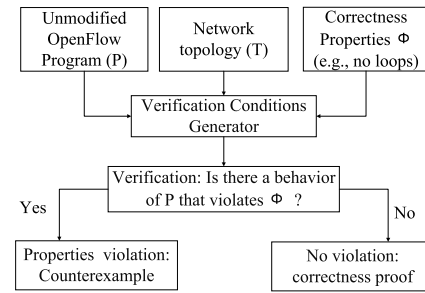 Unmodified
OpenFlow
Program (P)
Network
topology (T)
Correctness
Properties Φ
(e.g., no loops)
Verification Conditions
Generator
Verification: Is there a behavior
of P that violates Φ ?
Yes
No
Properties violation:
Counterexample
No violation:
correctness proof